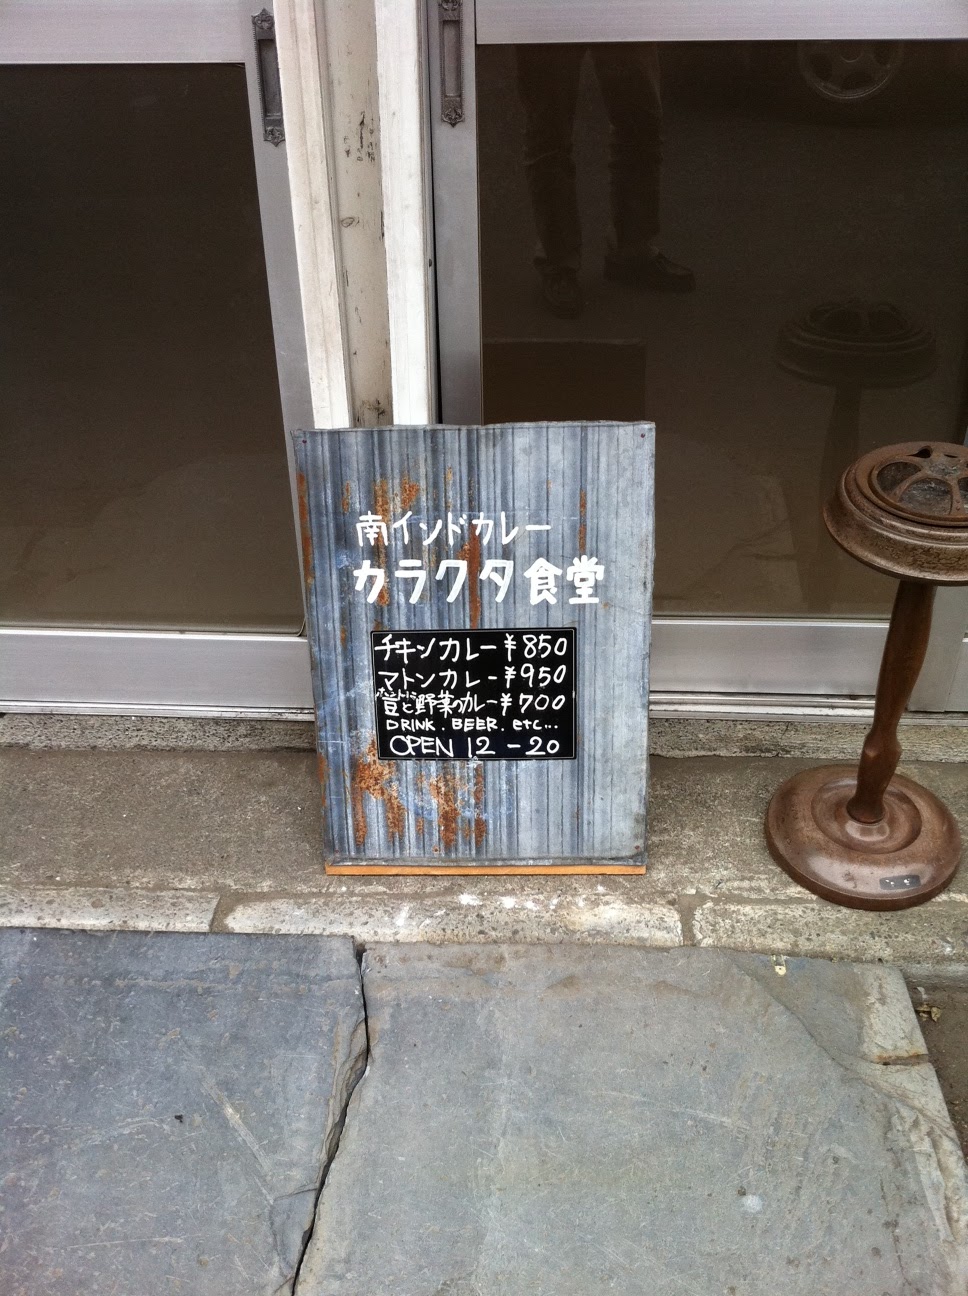 南インドカレー
カラクタ食堂
チキンカレー ¥850
マトンカレー ¥950
豆と野菜のカレー ¥700
DRINK. BEER. etc...
OPEN 12 - 20